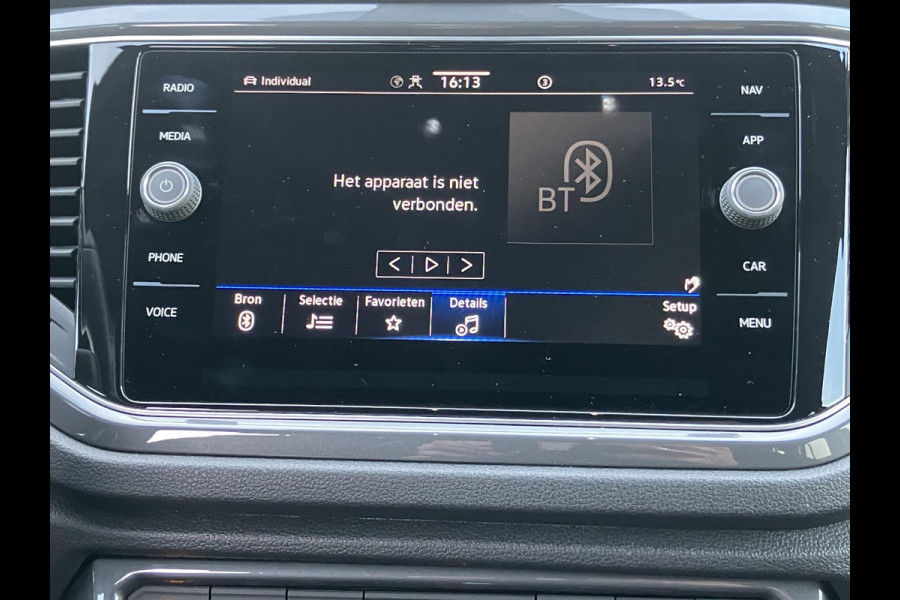 RADIO
MEDIA
PHONE
VOICE
Individual 16:13 3 13.5°C
Het apparaat is niet
verbonden.
BT
Bron Selectie Favorieten Details Setup
NAV
APP
CAR
MENU